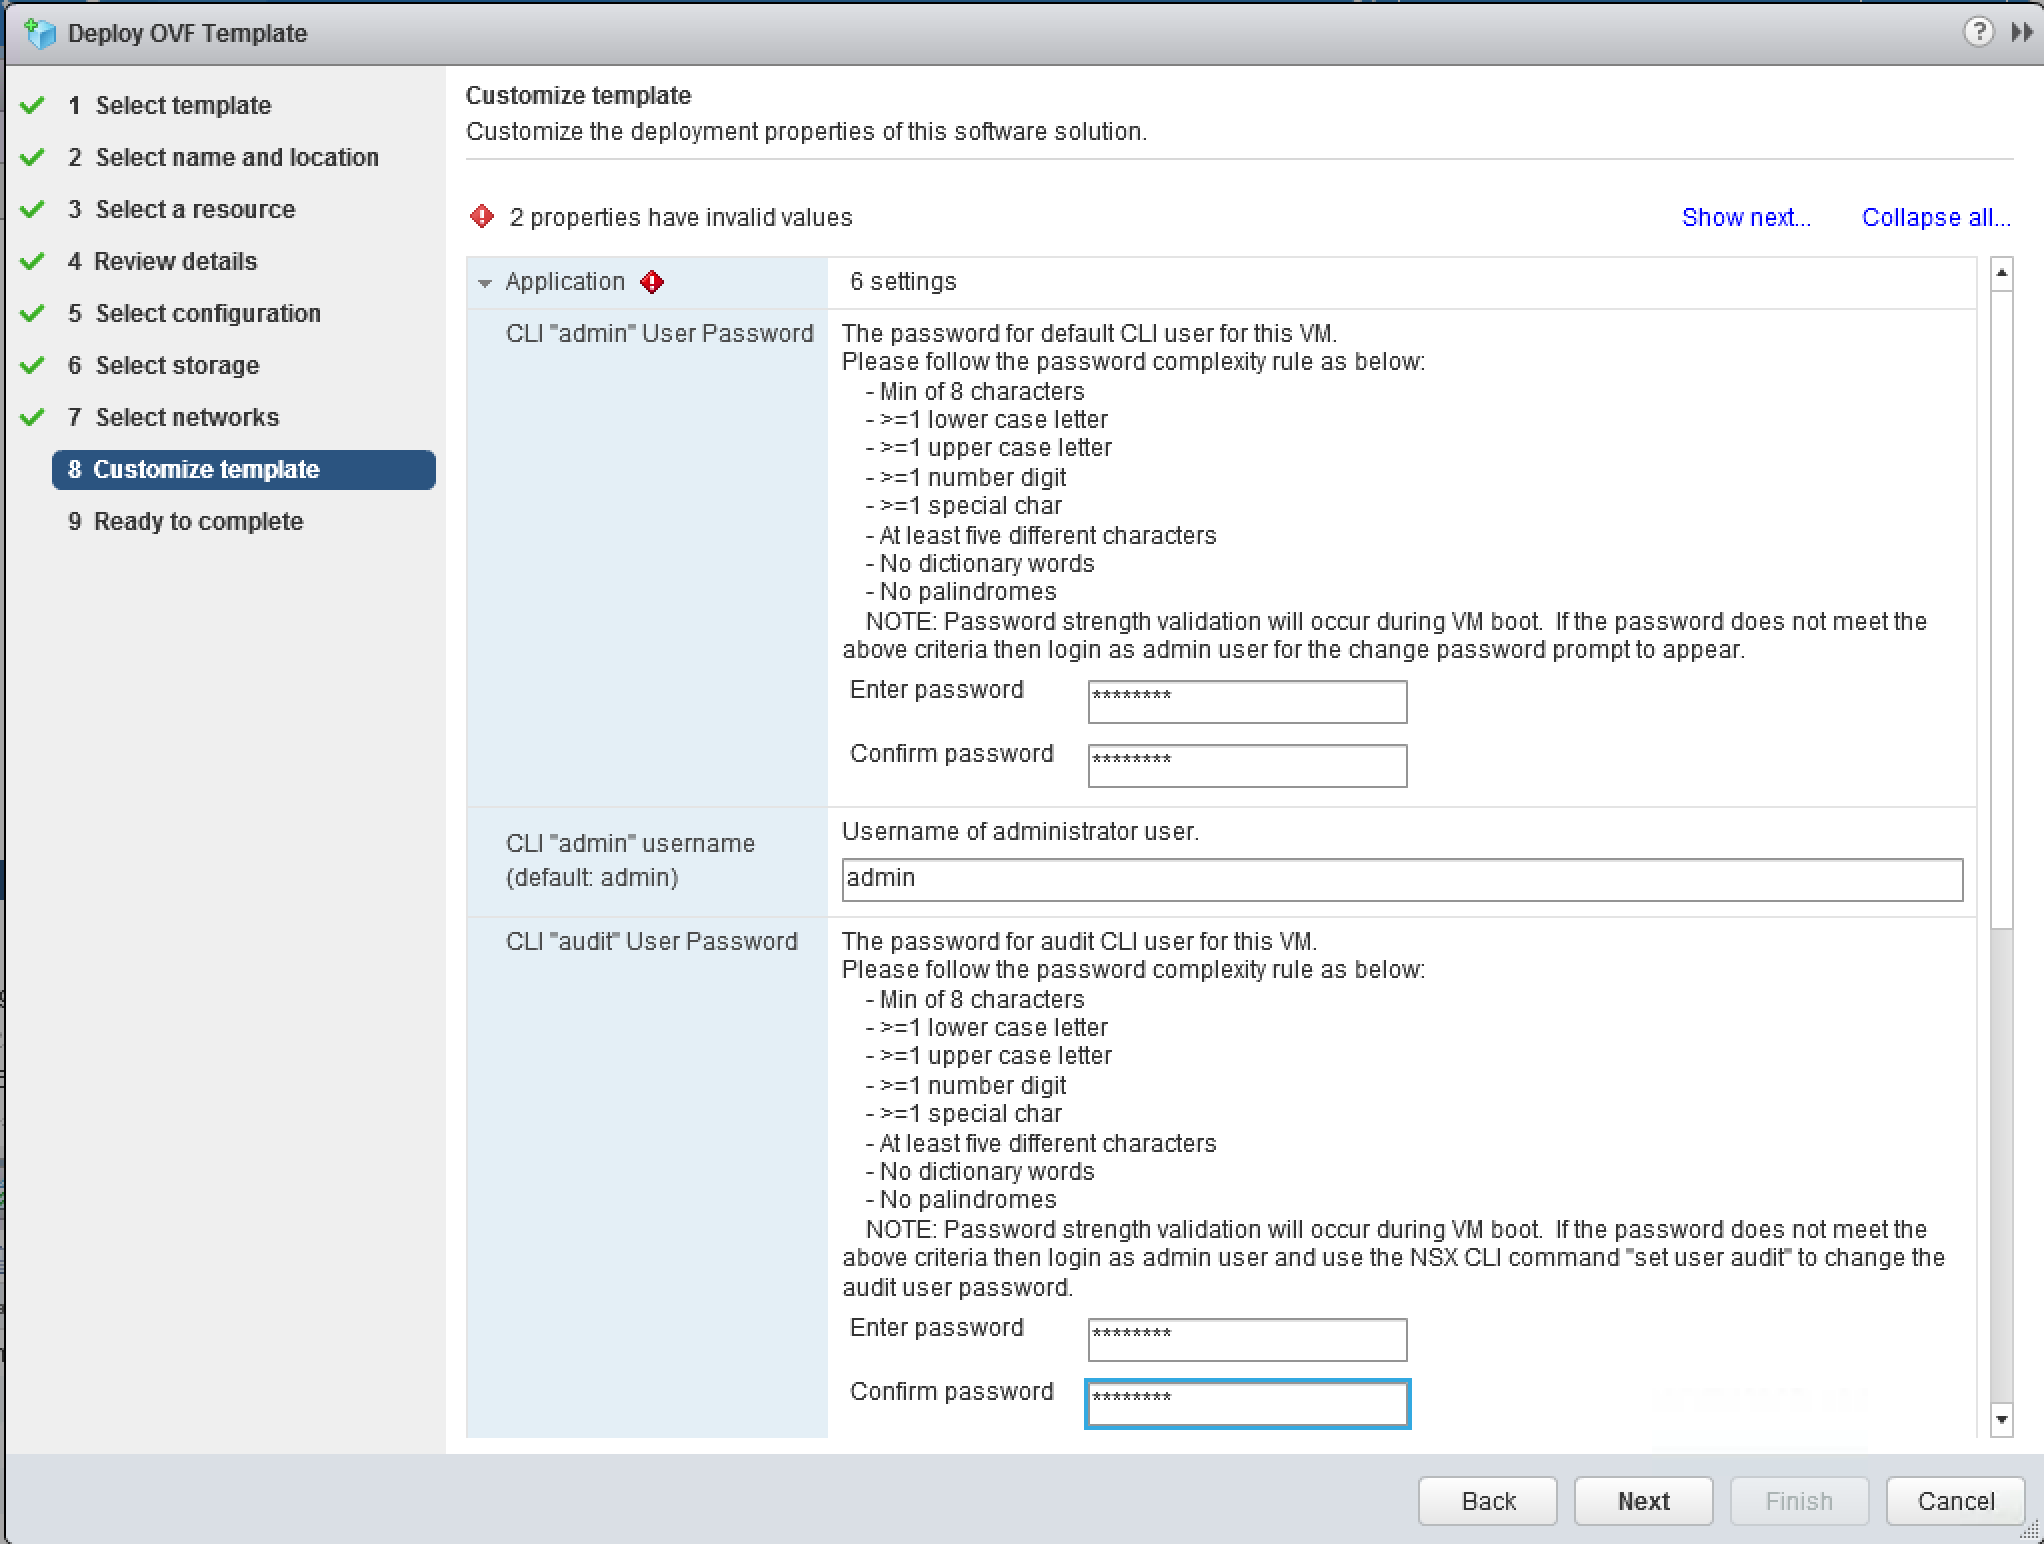 Deploy OVF Template
?
1 Select template
2 Select name and location
3 Select a resource
4 Review details
5 Select configuration
6 Select storage
7 Select networks
8 Customize template
9 Ready to complete
Customize template
Customize the deployment properties of this software solution.
2 properties have invalid values
Show next...
Collapse all...
Application
6 settings
CLI "admin" User Password
The password for default CLI user for this VM.
Please follow the password complexity rule as below:
- Min of 8 characters
- >=1 lower case letter
- >=1 upper case letter
- >=1 number digit
- >=1 special char
- At least five different characters
- No dictionary words
- No palindromes
NOTE: Password strength validation will occur during VM boot. If the password does not meet the
above criteria then login as admin user for the change password prompt to appear.
Enter password ********
Confirm password ********
CLI "admin" username
(default: admin)
Username of administrator user.
admin
CLI "audit" User Password
The password for audit CLI user for this VM.
Please follow the password complexity rule as below:
- Min of 8 characters
- >=1 lower case letter
- >=1 upper case letter
- >=1 number digit
- >=1 special char
- At least five different characters
- No dictionary words
- No palindromes
NOTE: Password strength validation will occur during VM boot. If the password does not meet the
above criteria then login as admin user and use the NSX CLI command "set user audit" to change the
audit user password.
Enter password ********
Confirm password ********
Back
Next
Finish
Cancel